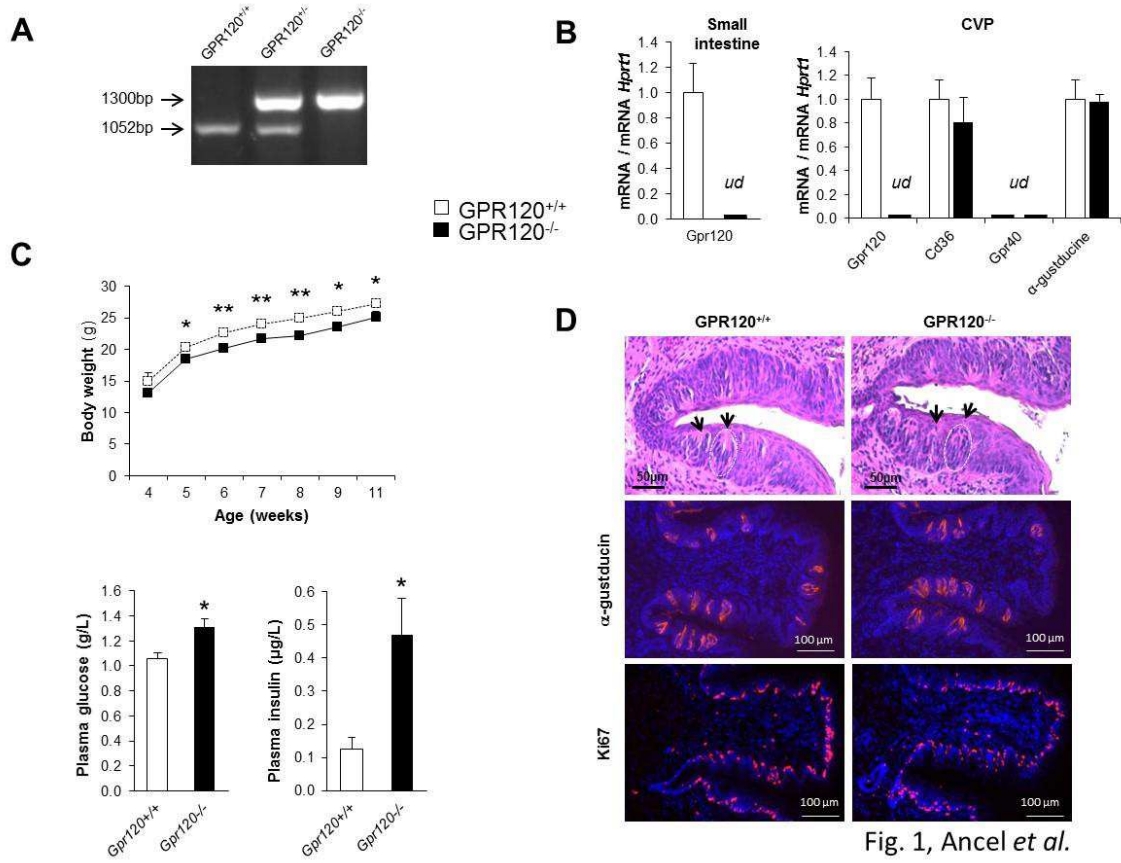 A
GPR120+/+
GPR120+/-
GPR120-/-
1300bp
1052bp
B
Small intestine
mRNA / mRNA Hprt1
1.4
1.2
1.0
0.8
0.6
0.4
0.2
0.0
ud
Gpr120
CVP
mRNA / mRNA Hprt1
1.4
1.2
1.0
0.8
0.6
0.4
0.2
0.0
ud
ud
Gpr120
Cd36
Gpr40
α-gustducine
GPR120+/+
GPR120-/-
C
Body weight (g)
30
25
20
15
10
5
0
*
**
**
**
*
*
4 5 6 7 8 9 11
Age (weeks)
Plasma glucose (g/L)
1.6
1.4
1.2
1.0
0.8
0.6
0.4
0.2
0.0
*
Gpr120+/+
Gpr120-/-
Plasma insulin (µg/L)
0.6
0.5
0.4
0.3
0.2
0.1
0
*
Gpr120+/+
Gpr120-/-
D
GPR120+/+
GPR120-/-
50µm
50µm
α-gustducin
100 µm
100 µm
Ki67
100 µm
100 µm
Fig. 1, Ancel et al.